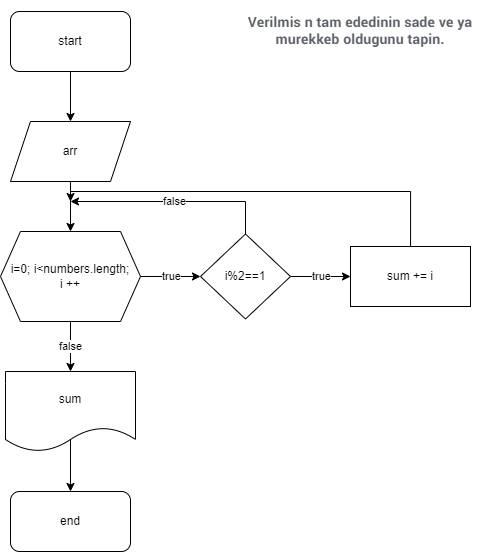 Verilmis n tam ededinin sade ve ya
murekkeb oldugunu tapin.
start
arr
false
i=0; i<numbers.length;
i ++
true
i%2==1
true
sum += i
false
sum
end